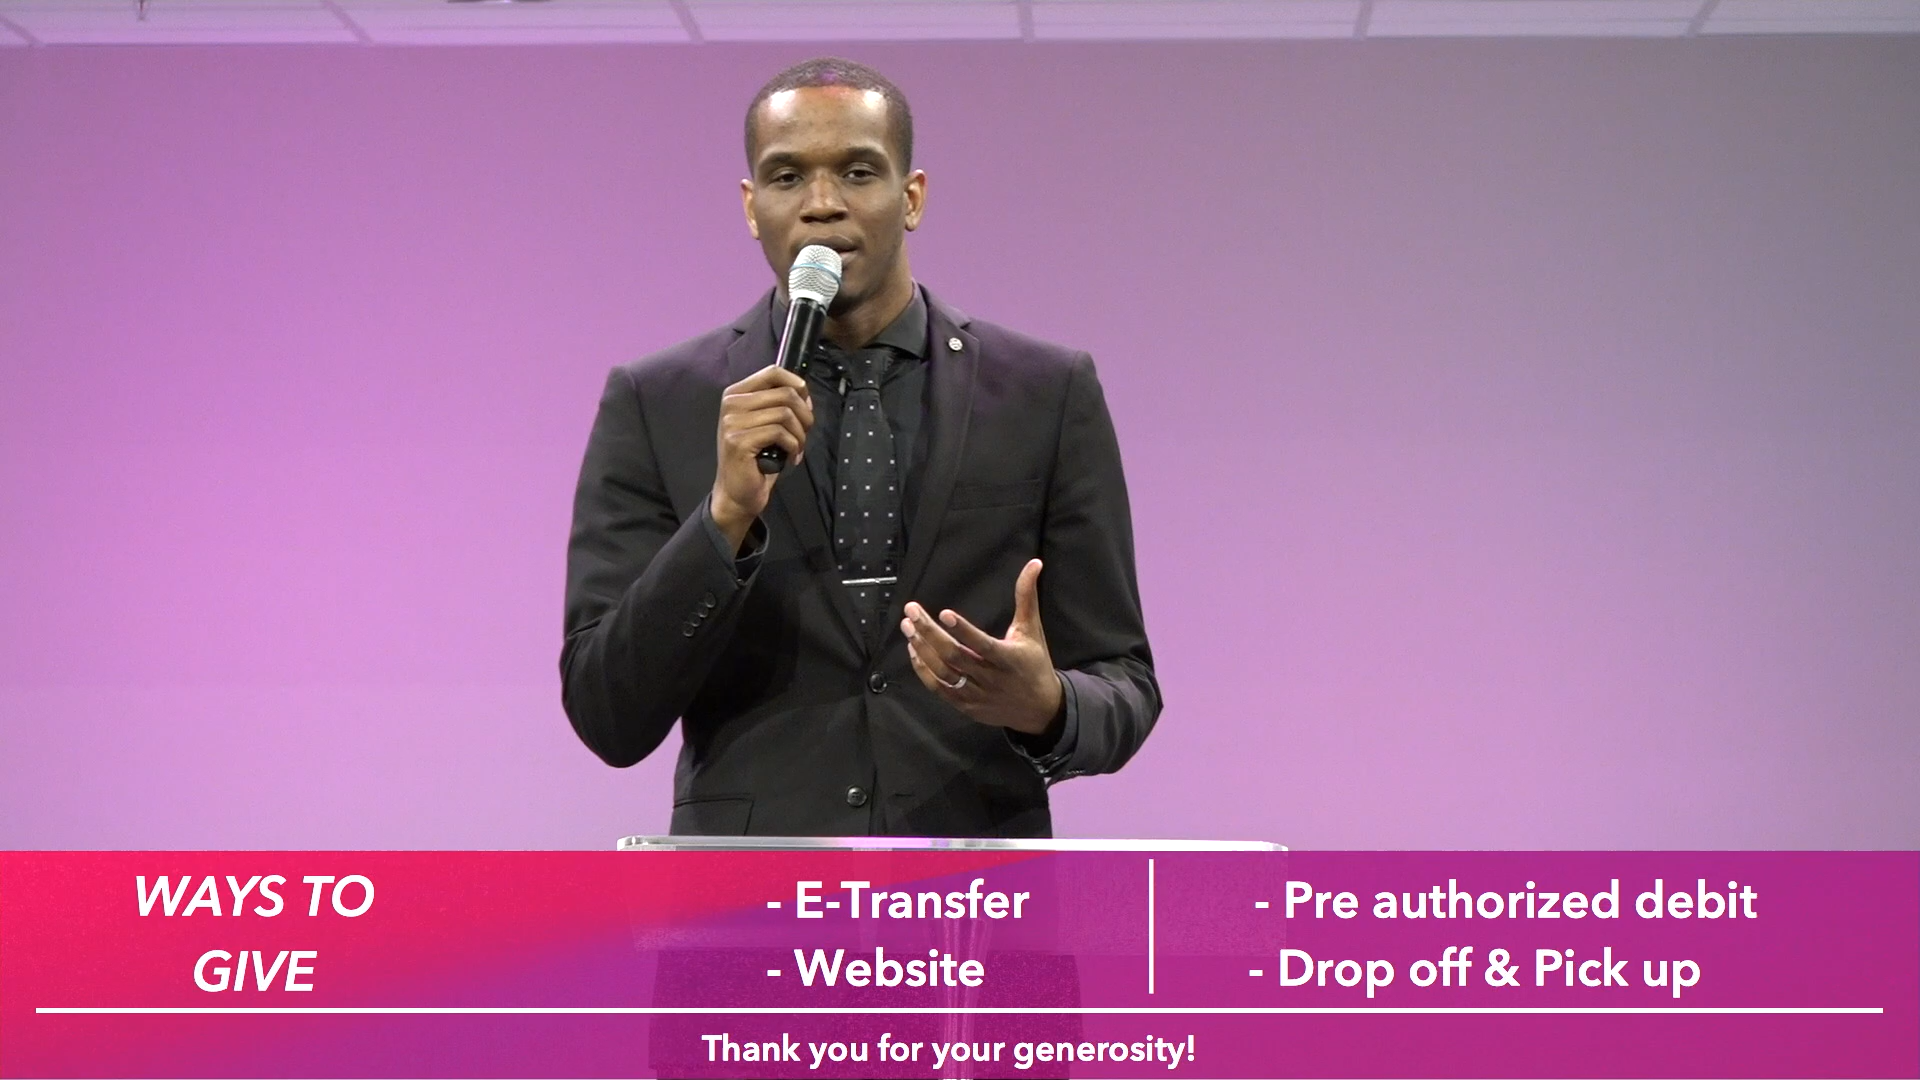 WAYS TO
GIVE
- E-Transfer
- Website
- Pre authorized debit
- Drop off & Pick up
Thank you for your generosity!